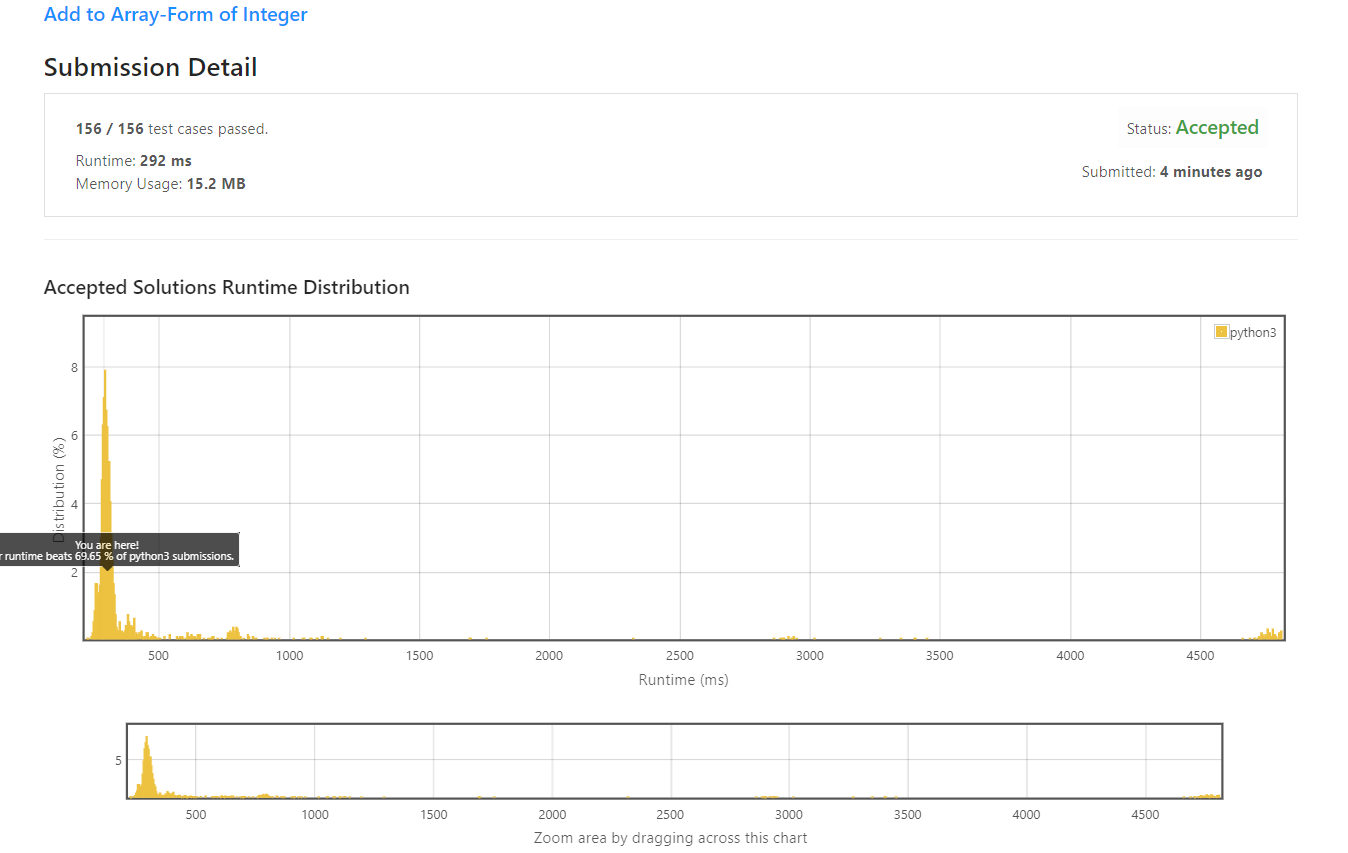 Add to Array-Form of Integer
Submission Detail
156 / 156 test cases passed.
Status: Accepted
Runtime: 292 ms
Submitted: 4 minutes ago
Memory Usage: 15.2 MB
Accepted Solutions Runtime Distribution
python3
8
6
4
2
Distribution (%)
You are here!
r runtime beats 69.65 % of python3 submissions.
500 1000 1500 2000 2500 3000 3500 4000 4500
Runtime (ms)
5
500 1000 1500 2000 2500 3000 3500 4000 4500
Zoom area by dragging across this chart